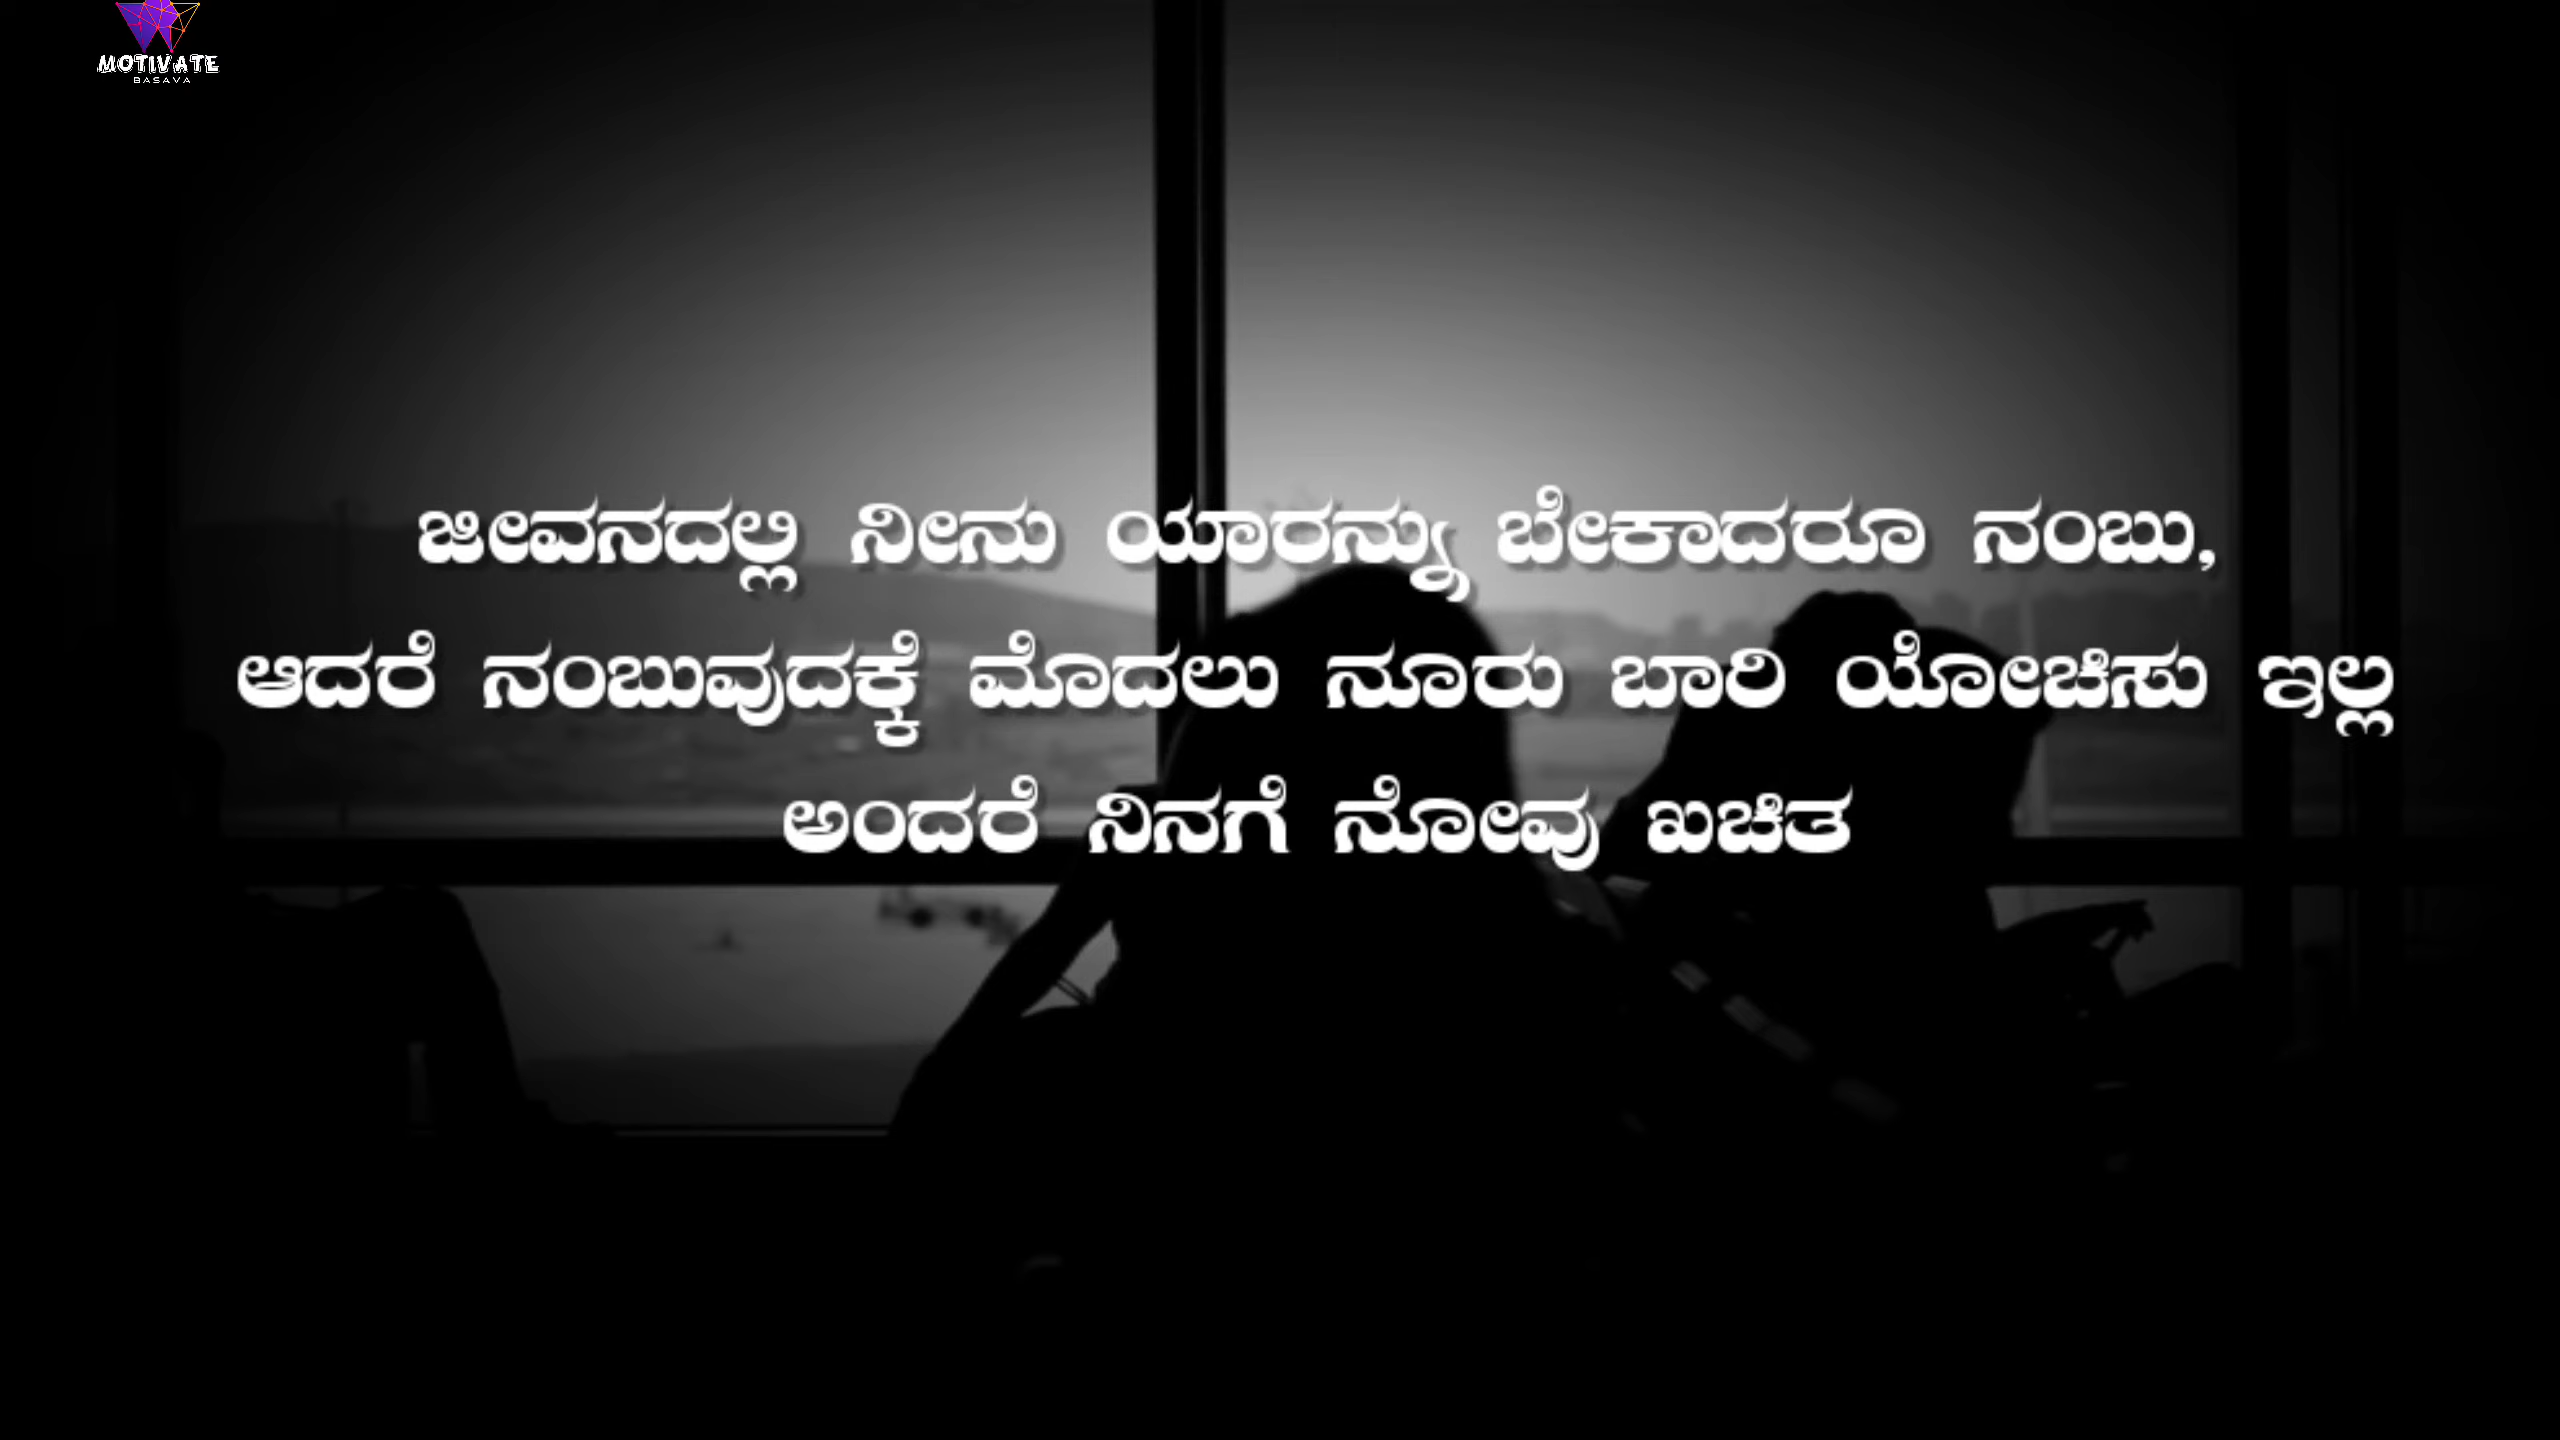 MOTIVATE
BASAVA
ಜೀವನದಲ್ಲಿ ನೀನು ಯಾರನ್ನು ಬೇಕಾದರೂ ನಂಬು,
ಆದರೆ ನಂಬುವುದಕ್ಕೆ ಮೊದಲು ನೂರು ಬಾರಿ ಯೋಚಿಸು ಇಲ್ಲ
ಅಂದರೆ ನಿನಗೆ ನೋವು ಖಚಿತ